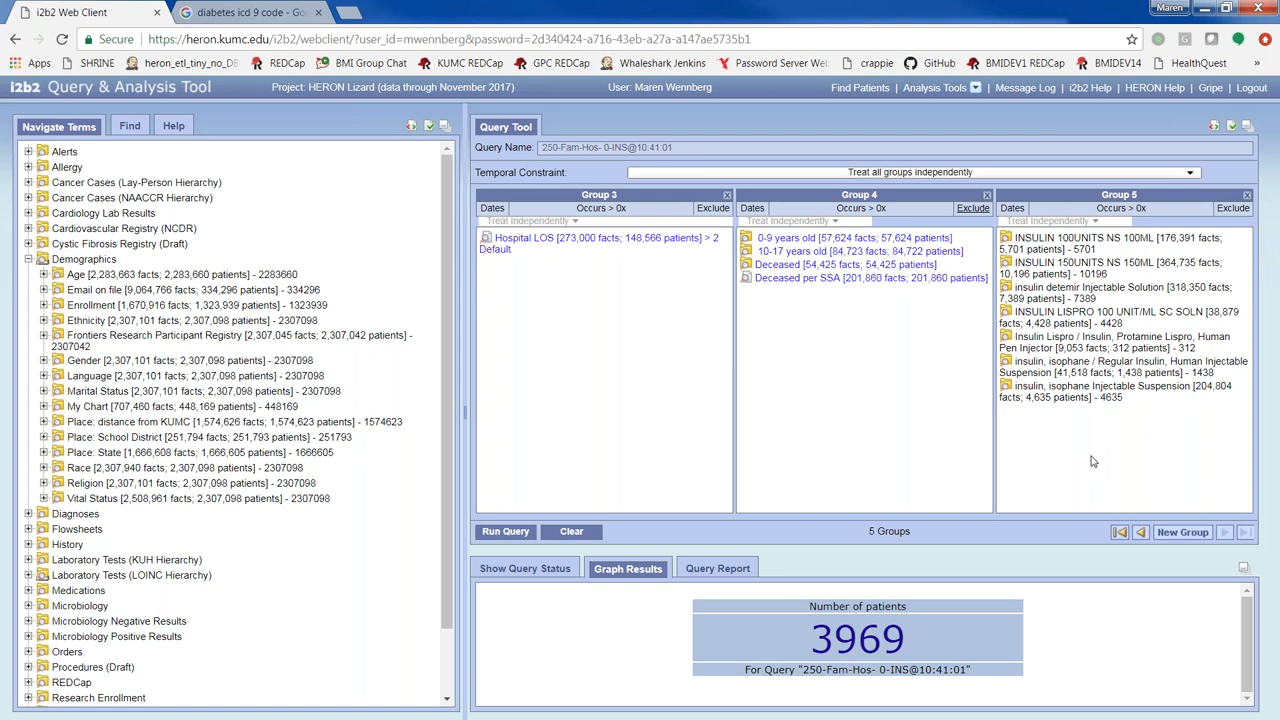 i2b2 Web Client
diabetes icd 9 code - Go
Maren
Secure https://heron.kumc.edu/i2b2/webclient/?user_id=mwennberg&password=2d340424-a716-43eb-a27a-a147ae5735b1
Apps SHRINE heron_etl_tiny_no_DB REDCap BMI Group Chat KUMC REDCap GPC REDCap Whaleshark Jenkins Password Server Web crappie GitHub BMIDEV1 REDCap BMIDEV14 HealthQuest »
i2b2 Query & Analysis Tool Project: HERON Lizard (data through November 2017) User: Maren Wennberg Find Patients | Analysis Tools | Message Log | i2b2 Help | HERON Help | Gripe | Logout
Navigate Terms Find Help
Alerts
Allergy
Cancer Cases (Lay-Person Hierarchy)
Cancer Cases (NAACCR Hierarchy)
Cardiology Lab Results
Cardiovascular Registry (NCDR)
Cystic Fibrosis Registry (Draft)
Demographics
Age [2,283,663 facts; 2,283,660 patients] - 2283660
Email on file [1,064,766 facts; 334,296 patients] - 334296
Enrollment [1,670,916 facts; 1,323,939 patients] - 1323939
Ethnicity [2,307,101 facts; 2,307,098 patients] - 2307098
Frontiers Research Participant Registry [2,307,045 facts; 2,307,042 patients] -
2307042
Gender [2,307,101 facts; 2,307,098 patients] - 2307098
Language [2,307,101 facts; 2,307,098 patients] - 2307098
Marital Status [2,307,101 facts; 2,307,098 patients] - 2307098
My Chart [707,460 facts; 448,169 patients] - 448169
Place: distance from KUMC [1,574,626 facts; 1,574,623 patients] - 1574623
Place: School District [251,794 facts; 251,793 patients] - 251793
Place: State [1,666,608 facts; 1,666,605 patients] - 1666605
Race [2,307,940 facts; 2,307,098 patients] - 2307098
Religion [2,307,101 facts; 2,307,098 patients] - 2307098
Vital Status [2,508,961 facts; 2,307,098 patients] - 2307098
Diagnoses
Flowsheets
History
Laboratory Tests (KUH Hierarchy)
Laboratory Tests (LOINC Hierarchy)
Medications
Microbiology
Microbiology Negative Results
Microbiology Positive Results
Orders
Procedures (Draft)
REDCap
Research Enrollment
Query Tool
Query Name: 250-Fam-Hos- 0-INS@10:41:01
Temporal Constraint: Treat all groups independently
Group 3
Dates Occurs > 0x Exclude
Treat Independently
Hospital LOS [273,000 facts; 148,566 patients] > 2
Default
Group 4
Dates Occurs > 0x Exclude
Treat Independently
0-9 years old [57,624 facts; 57,624 patients]
10-17 years old [84,723 facts; 84,722 patients]
Deceased [54,425 facts; 54,425 patients]
Deceased per SSA [201,860 facts; 201,860 patients]
Group 5
Dates Occurs > 0x Exclude
Treat Independently
INSULIN 100UNITS NS 100ML [176,391 facts;
5,701 patients] - 5701
INSULIN 150UNITS NS 150ML [364,735 facts;
10,196 patients] - 10196
insulin detemir Injectable Solution [318,350 facts;
7,389 patients] - 7389
INSULIN LISPRO 100 UNIT/ML SC SOLN [38,879
facts; 4,428 patients] - 4428
Insulin Lispro / Insulin, Protamine Lispro, Human
Pen Injector [9,053 facts; 312 patients] - 312
insulin, isophane / Regular Insulin, Human Injectable
Suspension [41,518 facts; 1,438 patients] - 1438
insulin, isophane Injectable Suspension [204,804
facts; 4,635 patients] - 4635
Run Query Clear 5 Groups New Group
Show Query Status Graph Results Query Report
Number of patients
3969
For Query "250-Fam-Hos- 0-INS@10:41:01"